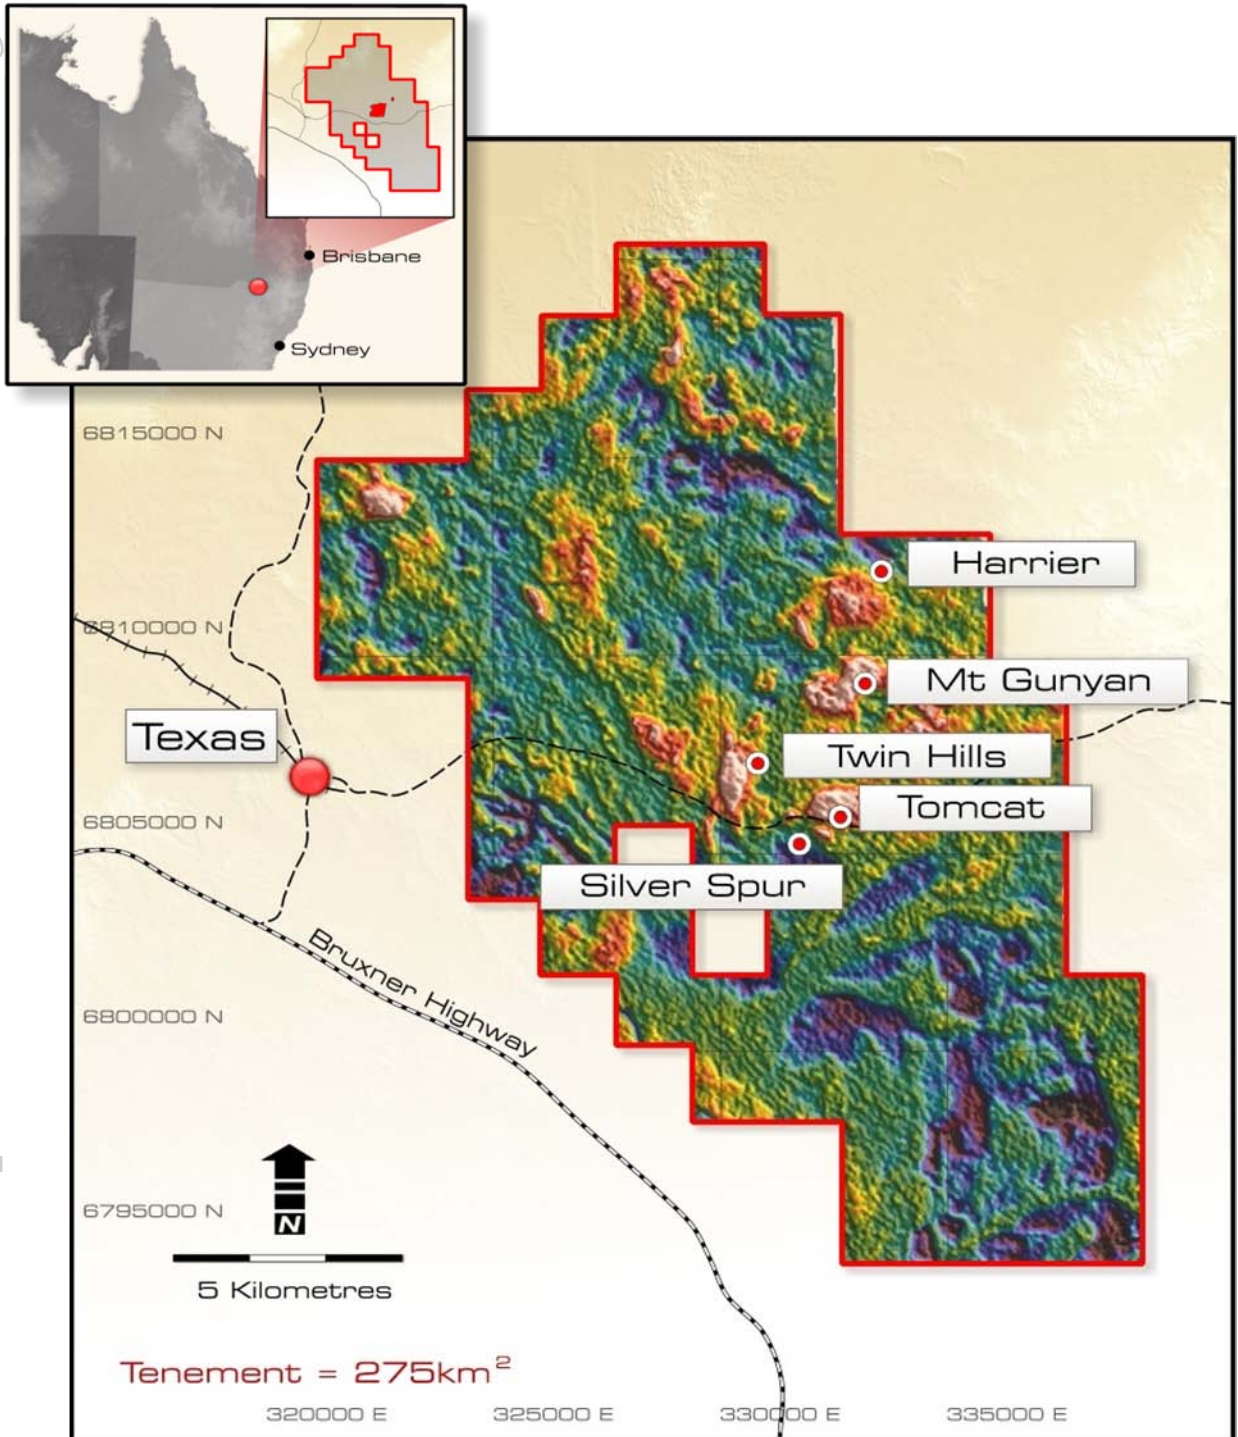 Brisbane
Sydney
6815000 N
Harrier
6810000 N
Mt Gunyan
Texas
Twin Hills
Tomcat
6805000 N
Silver Spur
Bruxner Highway
6800000 N
6795000 N
N
5 Kilometres
Tenement = 275km²
320000 E
325000 E
330000 E
335000 E